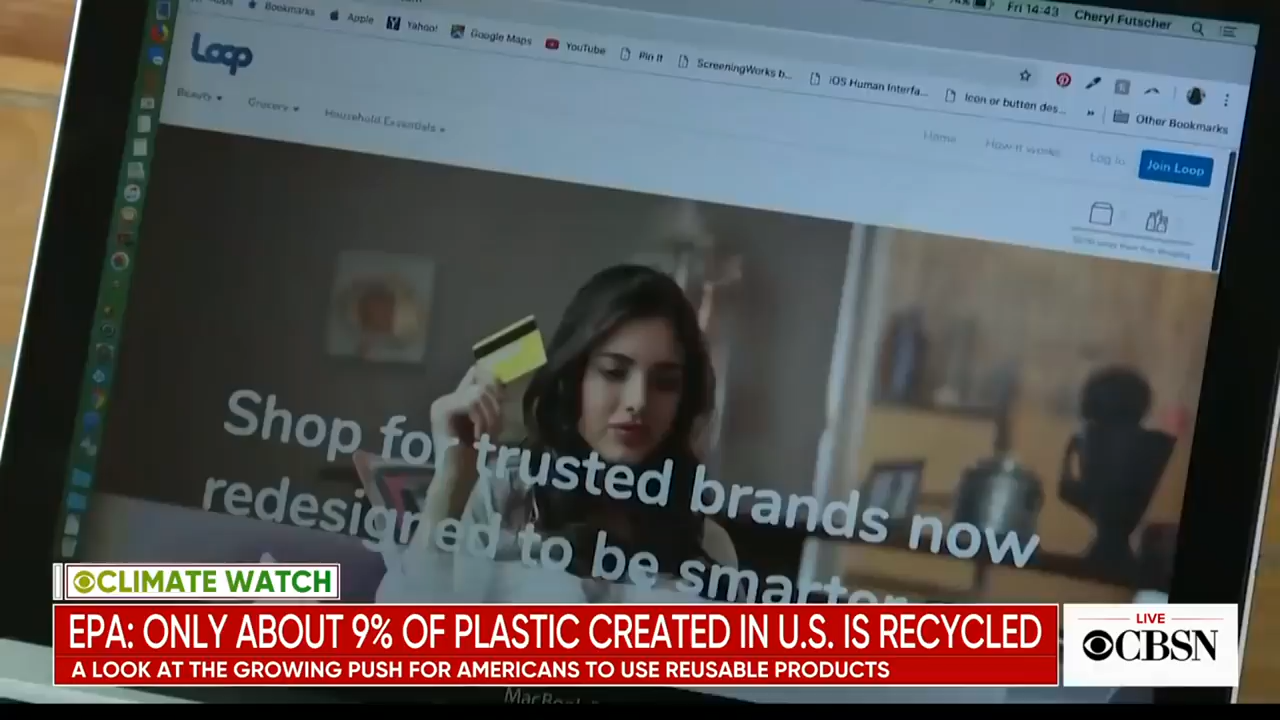 Fri 14:43 Cheryl Futscher
Bookmarks Apple Yahoo! Google Maps YouTube Pin It ScreeningWorks b... iOS Human Interfa... Icon or butten des...
» Other Bookmarks
Loop
Beauty Grocery Household Essentials
Home How it works Log In Join Loop
Shop for trusted brands now
redesigned to be smarter
CLIMATE WATCH
EPA: ONLY ABOUT 9% OF PLASTIC CREATED IN U.S. IS RECYCLED
A LOOK AT THE GROWING PUSH FOR AMERICANS TO USE REUSABLE PRODUCTS
LIVE
CBSN
MacBook